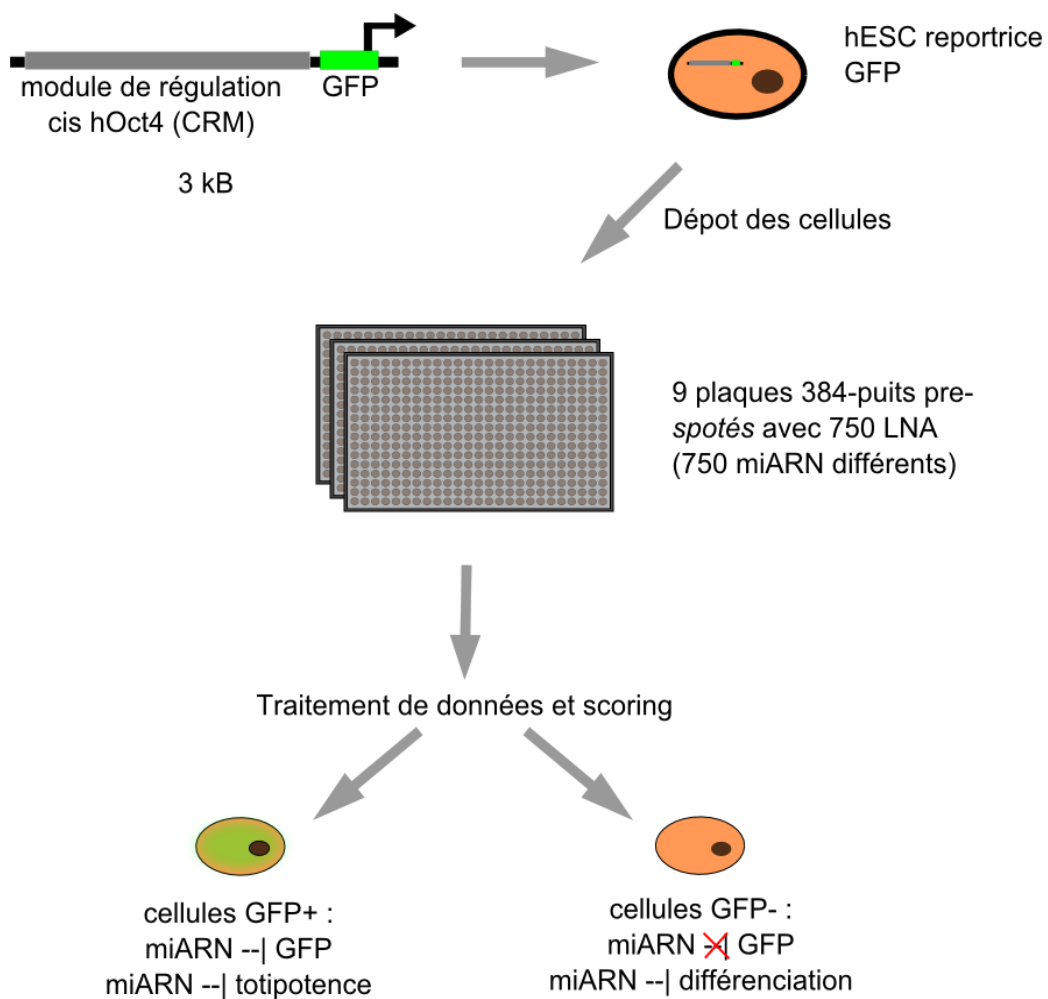 module de régulation
cis hOct4 (CRM)
GFP
3 kB
hESC reportrice
GFP
Dépot des cellules
9 plaques 384-puits pre-
spotés avec 750 LNA
(750 miARN différents)
Traitement de données et scoring
cellules GFP+ :
miARN --| GFP
miARN --| totipotence
cellules GFP- :
miARN --| GFP
miARN --| différenciation